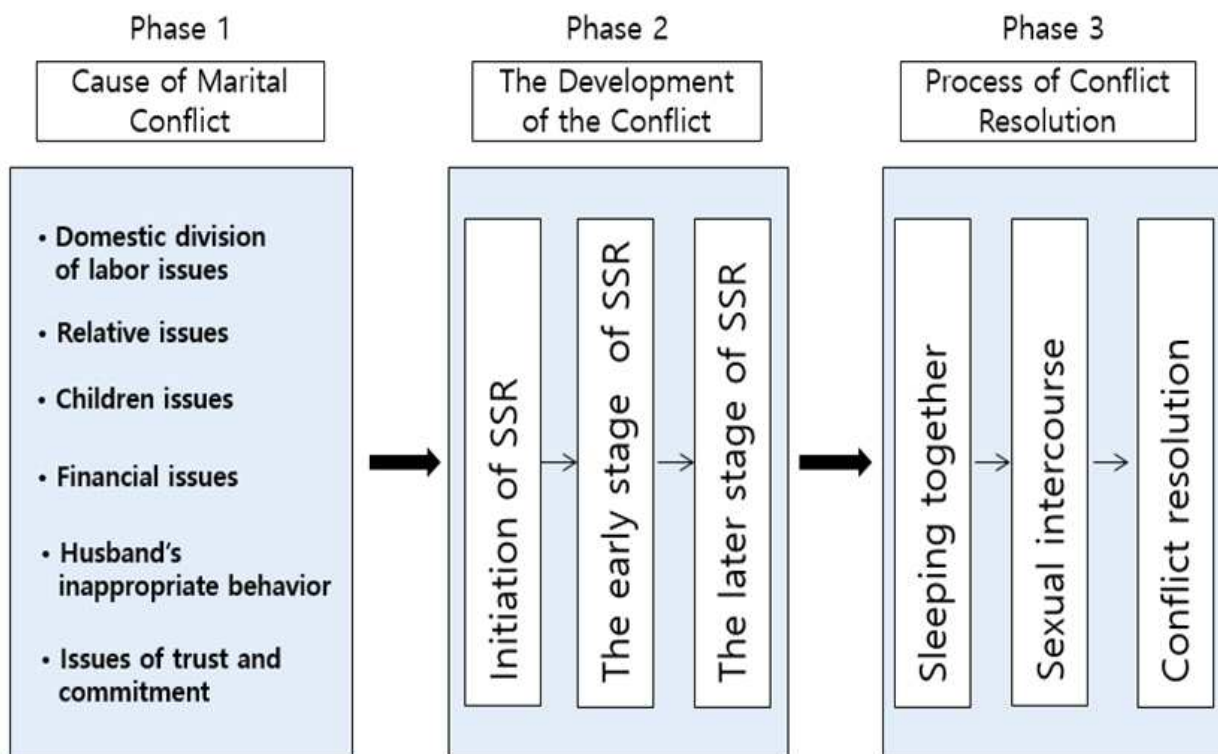 Phase 1
Cause of Marital
Conflict
• Domestic division
of labor issues
• Relative issues
• Children issues
• Financial issues
• Husband's
inappropriate behavior
• Issues of trust and
commitment
Phase 2
The Development
of the Conflict
Initiation of SSR
The early stage of SSR
The later stage of SSR
Phase 3
Process of Conflict
Resolution
Sleeping together
Sexual intercourse
Conflict resolution